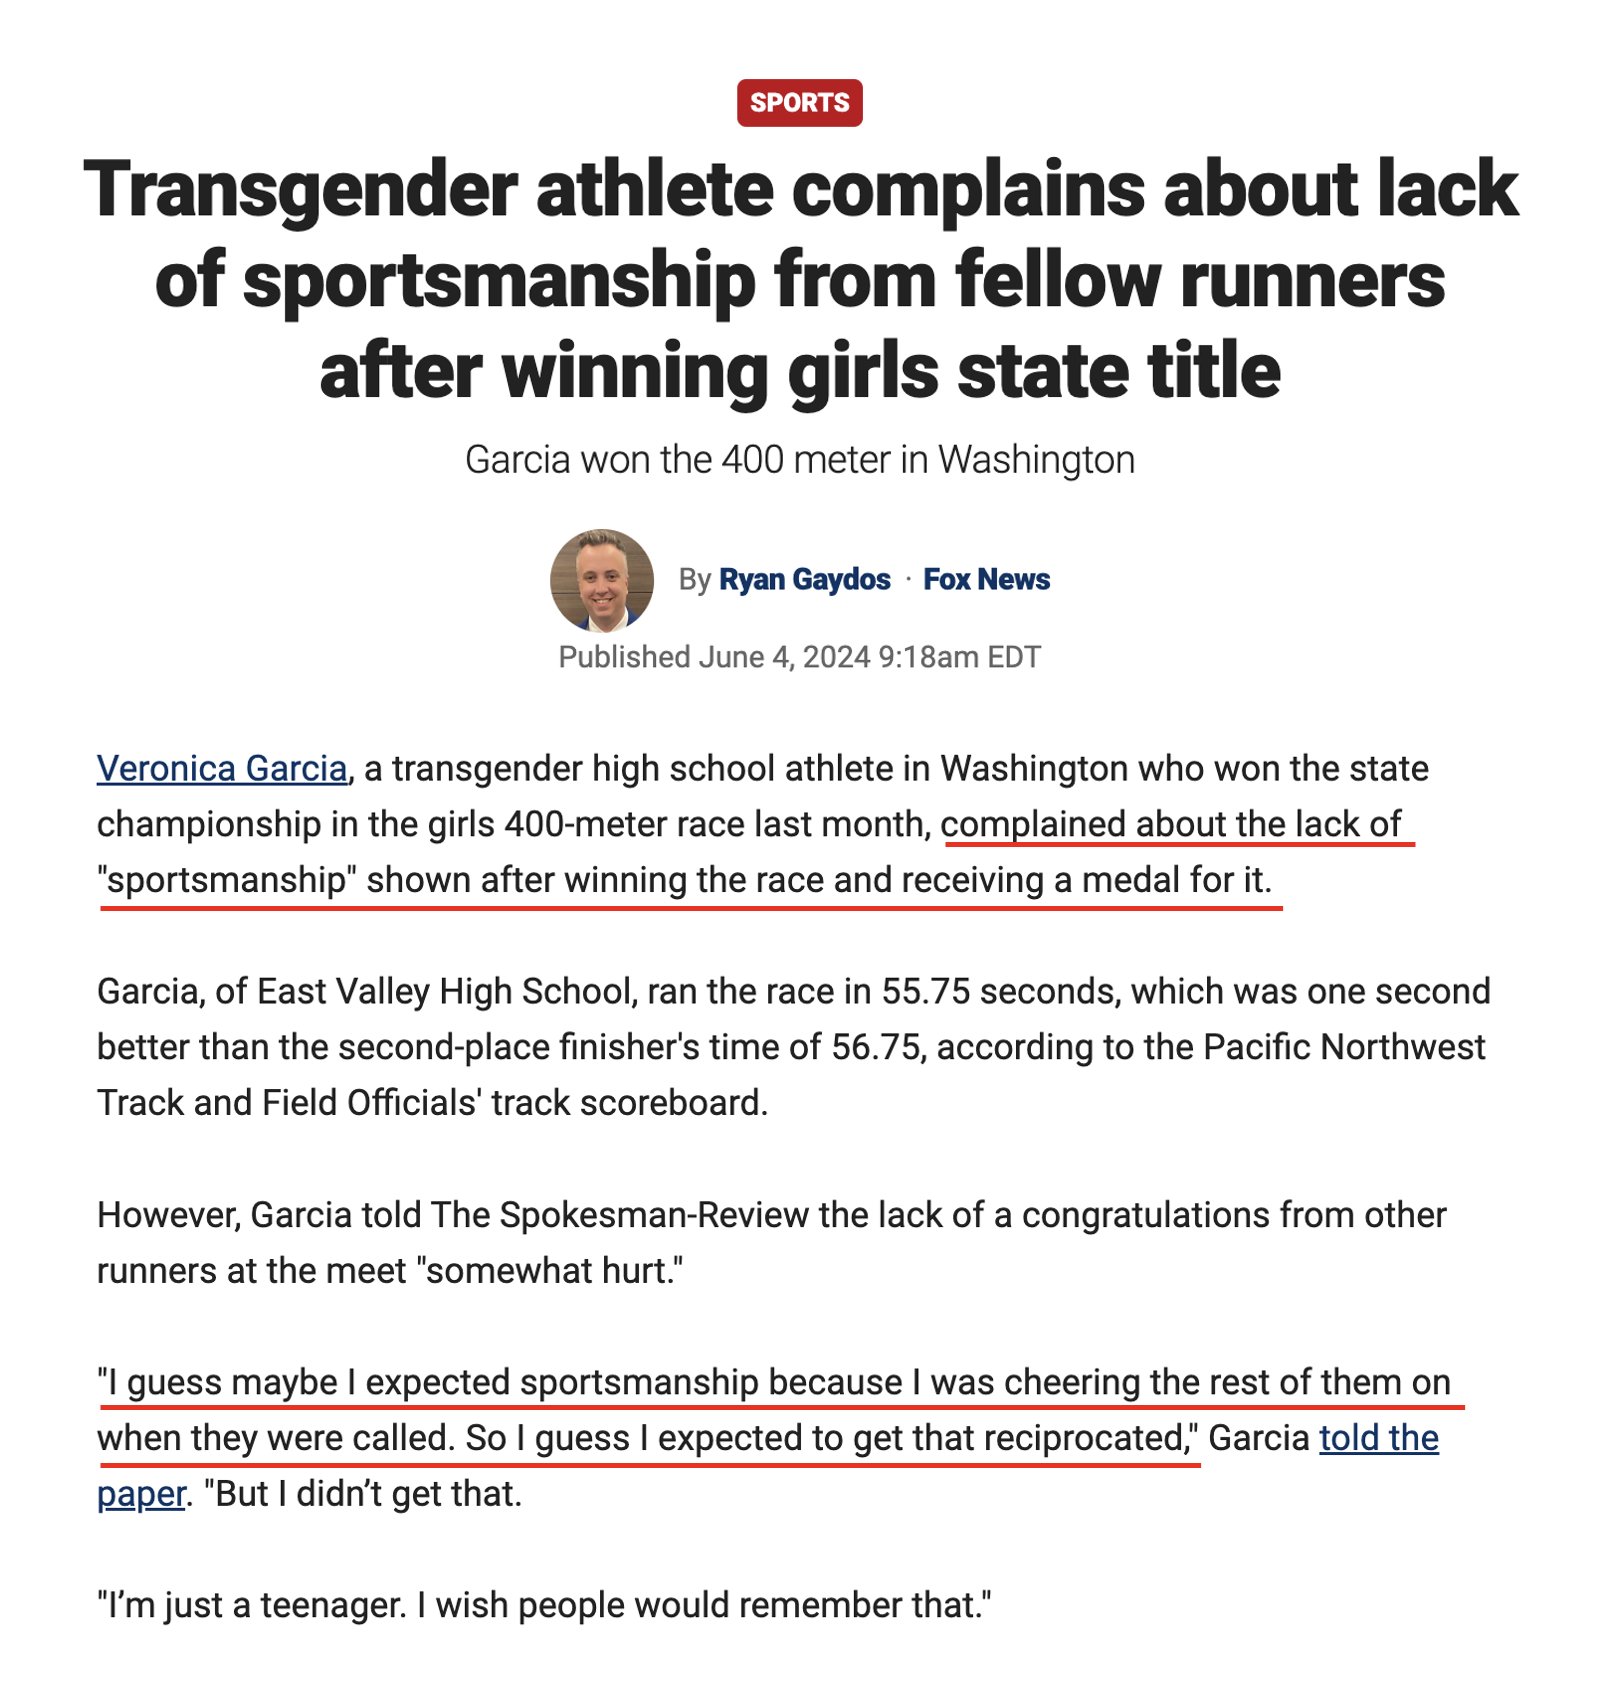 SPORTS
Transgender athlete complains about lack
of sportsmanship from fellow runners
after winning girls state title
Garcia won the 400 meter in Washington
By Ryan Gaydos · Fox News
Published June 4, 2024 9:18am EDT
Veronica Garcia, a transgender high school athlete in Washington who won the state
championship in the girls 400-meter race last month, complained about the lack of
"sportsmanship" shown after winning the race and receiving a medal for it.
Garcia, of East Valley High School, ran the race in 55.75 seconds, which was one second
better than the second-place finisher's time of 56.75, according to the Pacific Northwest
Track and Field Officials' track scoreboard.
However, Garcia told The Spokesman-Review the lack of a congratulations from other
runners at the meet "somewhat hurt."
"I guess maybe I expected sportsmanship because I was cheering the rest of them on
when they were called. So I guess I expected to get that reciprocated," Garcia told the
paper. "But I didn’t get that.
"I’m just a teenager. I wish people would remember that."